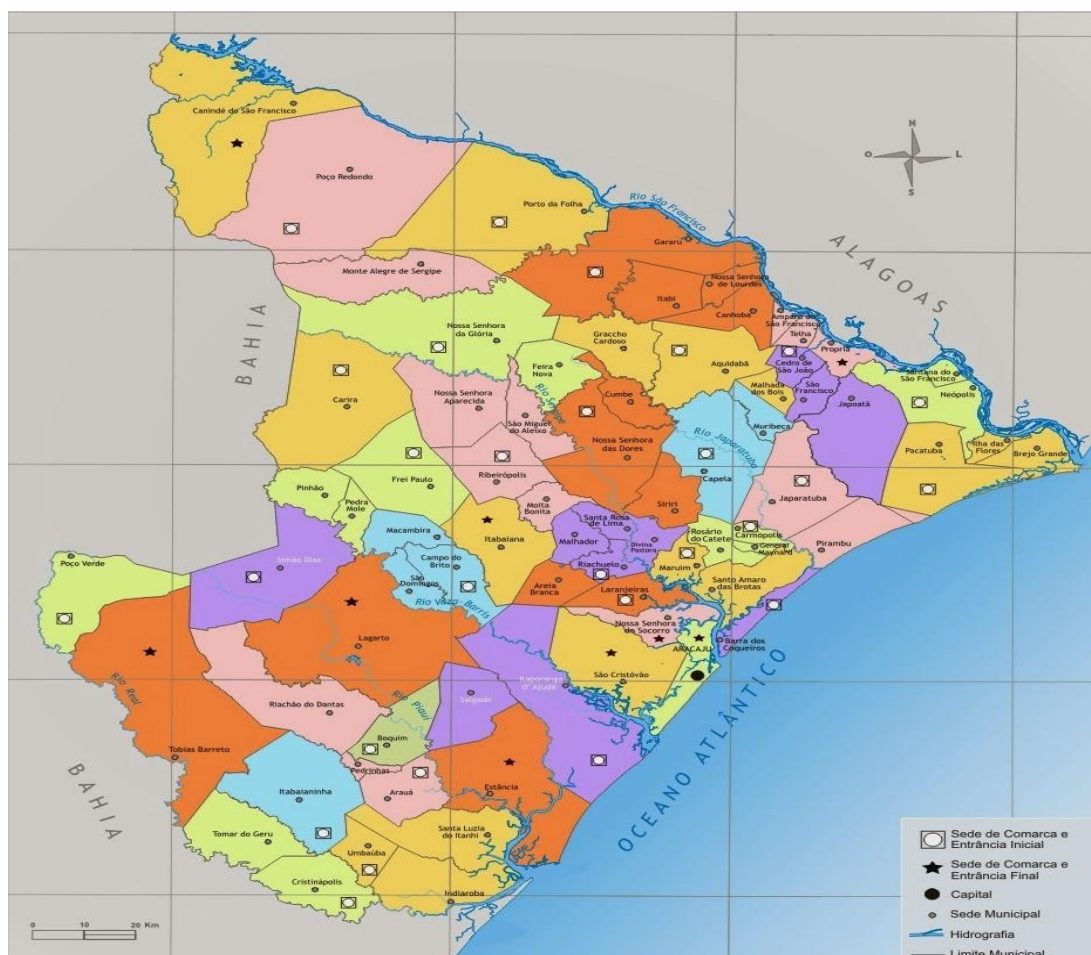 Canindé do São Francisco
Poço Redondo
N
O
L
S
Porto da Folha
Rio São Francisco
Gararu
ALAGOAS
Monte Alegre de Sergipe
Nossa Senhora
de Lourdes
Itabi
Canhoba
Amparo do
São Francisco
Telha
Propriá
BAHIA
Nossa Senhora
da Glória
Graccho
Cardoso
Aquidabã
Cedro de
São João
Santana do
São Francisco
Neópolis
Feira
Nova
Cumbe
Malhada
dos Bois
São
Francisco
Japoatã
Carira
Nossa Senhora
Aparecida
São Miguel
do Aleixo
Muribeca
Nossa Senhora
das Dores
Rio Japaratuba
Pacatuba
Ilha das
Flores
Brejo Grande
Frei Paulo
Ribeirópolis
Capela
Japaratuba
Pinhão
Pedra
Mole
Moita
Bonita
Siriri
Macambira
Itabaiana
Santa Rosa
de Lima
Malhador
Divina
Pastora
Rosário
do Catete
Carmópolis
General
Maynard
Pirambu
Poço Verde
Simão Dias
Campo do
Brito
São
Domingos
Riachuelo
Maruim
Areia
Branca
Laranjeiras
Santo Amaro
das Brotas
Rio Vaza-Barris
Nossa Senhora
do Socorro
Lagarto
ARACAJU
Barra dos
Coqueiros
São Cristóvão
Rio Real
Itaporanga
d' Ajuda
Salgado
Riachão do Dantas
Rio
Piauí
Boquim
OCEANO ATLÂNTICO
Tobias Barreto
Pedrinhas
Arauá
Estância
BAHIA
Itabaianinha
Tomar do Geru
Santa Luzia
do Itanhi
Umbaúba
Cristinápolis
Indiaroba
0 10 20 Km
Sede de Comarca e
Entrância Inicial
Sede de Comarca e
Entrância Final
Capital
Sede Municipal
Hidrografia
Limite Municipal